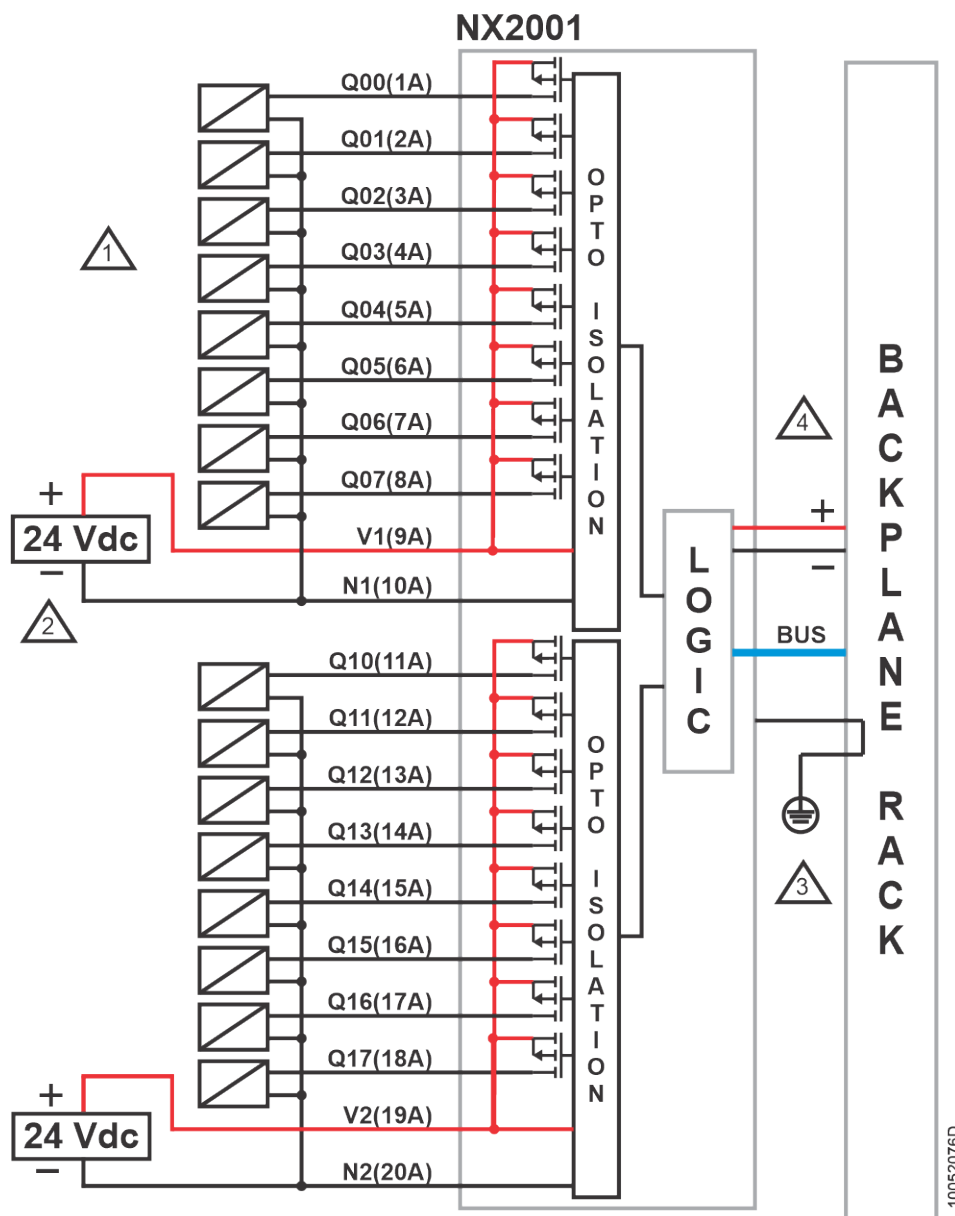 NX2001
Q00(1A)
Q01(2A)
Q02(3A)
Q03(4A)
Q04(5A)
Q05(6A)
Q06(7A)
Q07(8A)
V1(9A)
N1(10A)
OPTO ISOLATION
1
+
24 Vdc
−
2
Q10(11A)
Q11(12A)
Q12(13A)
Q13(14A)
Q14(15A)
Q15(16A)
Q16(17A)
Q17(18A)
V2(19A)
N2(20A)
OPTO ISOLATION
+
24 Vdc
−
LOGIC
4
+
−
BUS
3
BACKPLANE RACK
10052076D